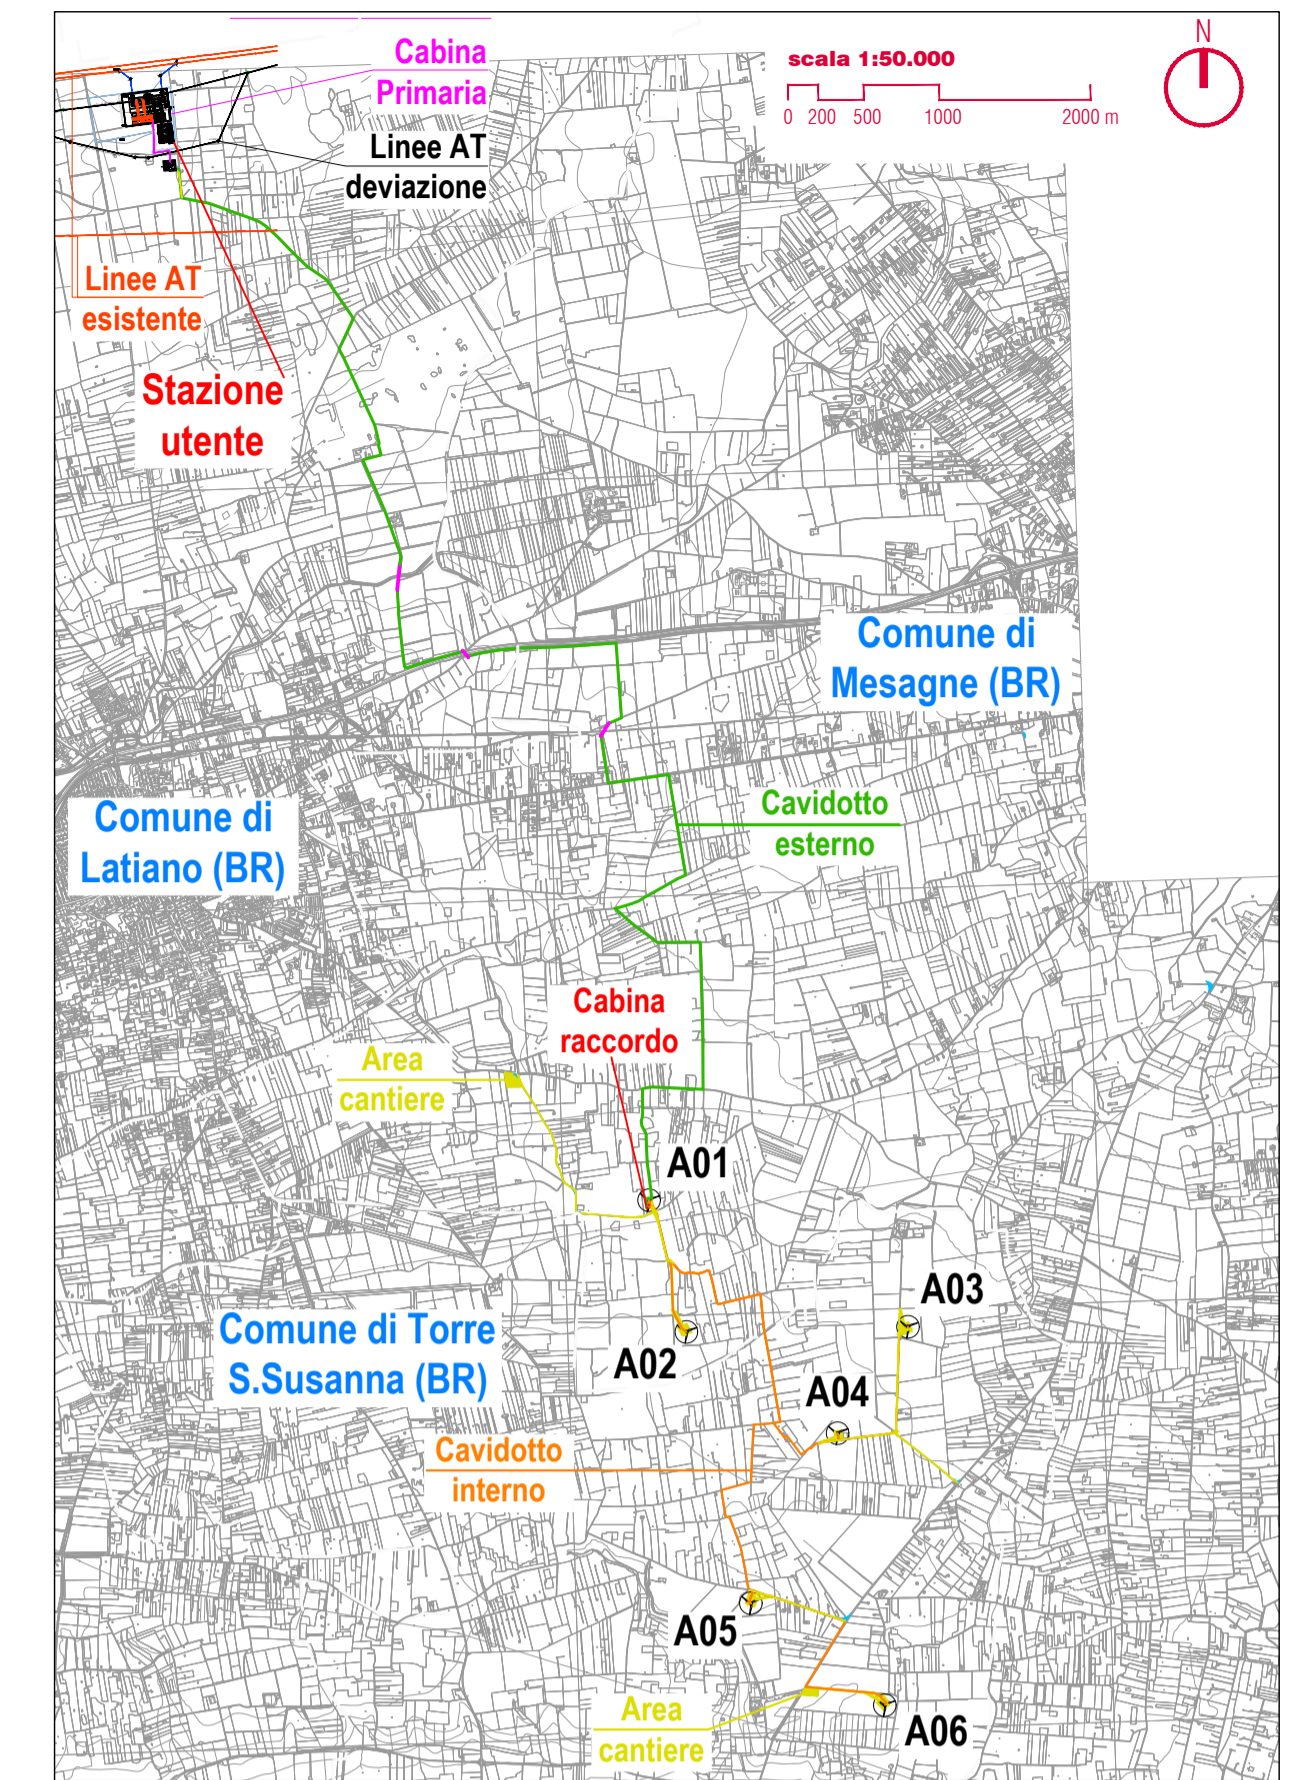 N
scala 1:50.000
0 200 500 1000 2000 m
Cabina
Primaria
Linee AT
deviazione
Linee AT
esistente
Stazione
utente
Comune di
Mesagne (BR)
Comune di
Latiano (BR)
Cavidotto
esterno
Cabina
raccordo
Area
cantiere
A01
A03
Comune di Torre
S.Susanna (BR)
A02
A04
Cavidotto
interno
A05
Area
cantiere
A06